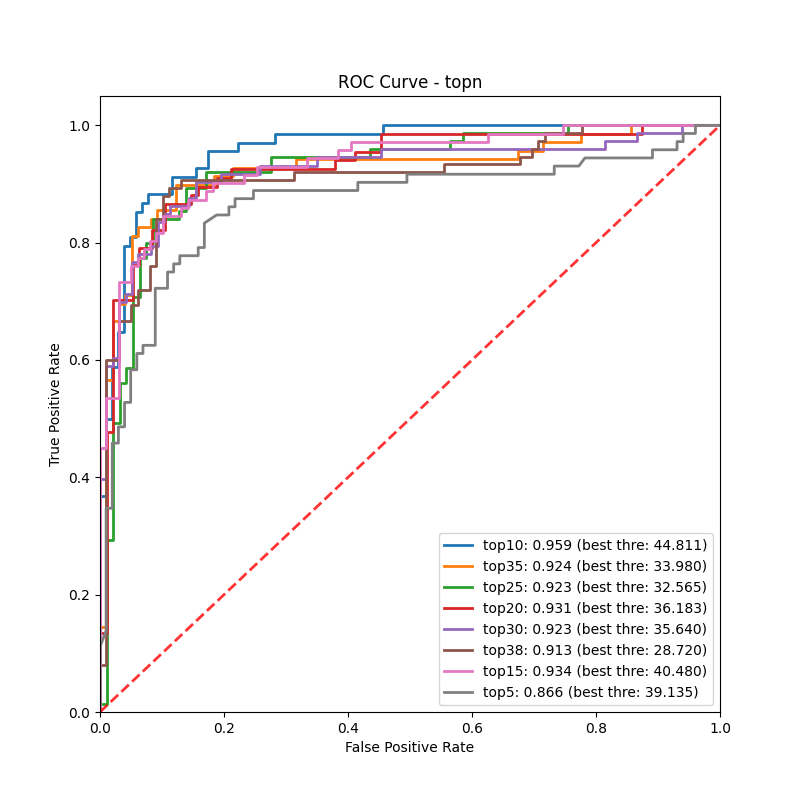 ROC Curve - topn
1.0
0.8
0.6
0.4
0.2
0.0
True Positive Rate
top10: 0.959 (best thre: 44.811)
top35: 0.924 (best thre: 33.980)
top25: 0.923 (best thre: 32.565)
top20: 0.931 (best thre: 36.183)
top30: 0.923 (best thre: 35.640)
top38: 0.913 (best thre: 28.720)
top15: 0.934 (best thre: 40.480)
top5: 0.866 (best thre: 39.135)
0.0 0.2 0.4 0.6 0.8 1.0
False Positive Rate